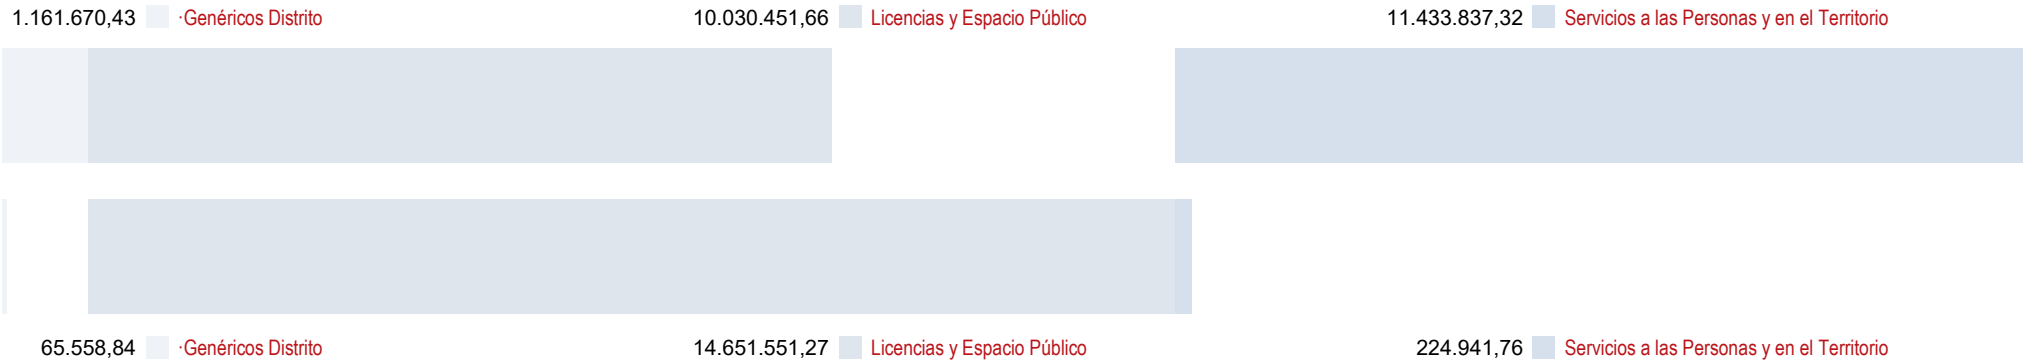 1.161.670,43 ·Genéricos Distrito 10.030.451,66 Licencias y Espacio Público 11.433.837,32 Servicios a las Personas y en el Territorio
65.558,84 ·Genéricos Distrito 14.651.551,27 Licencias y Espacio Público 224.941,76 Servicios a las Personas y en el Territorio